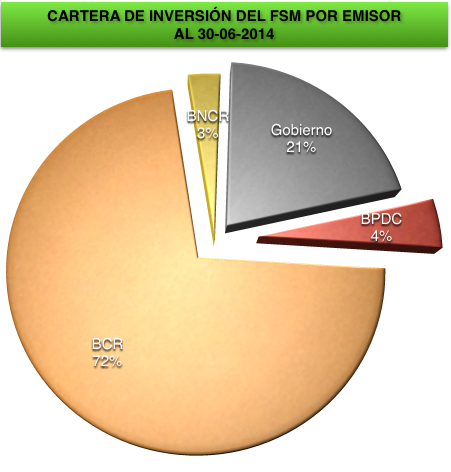 CARTERA DE INVERSIÓN DEL FSM POR EMISOR
AL 30-06-2014
BNCR
3%
Gobierno
21%
BPDC
4%
BCR
72%